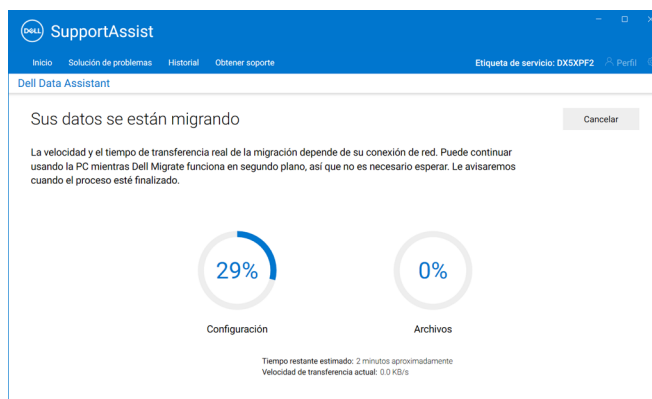 DELL SupportAssist
Inicio Solución de problemas Historial Obtener soporte Etiqueta de servicio: DX5XPF2 Perfil
Dell Data Assistant
Sus datos se están migrando
Cancelar
La velocidad y el tiempo de transferencia real de la migración depende de su conexión de red. Puede continuar
usando la PC mientras Dell Migrate funciona en segundo plano, así que no es necesario esperar. Le avisaremos
cuando el proceso esté finalizado.
29% 0%
Configuración Archivos
Tiempo restante estimado: 2 minutos aproximadamente
Velocidad de transferencia actual: 0.0 KB/s